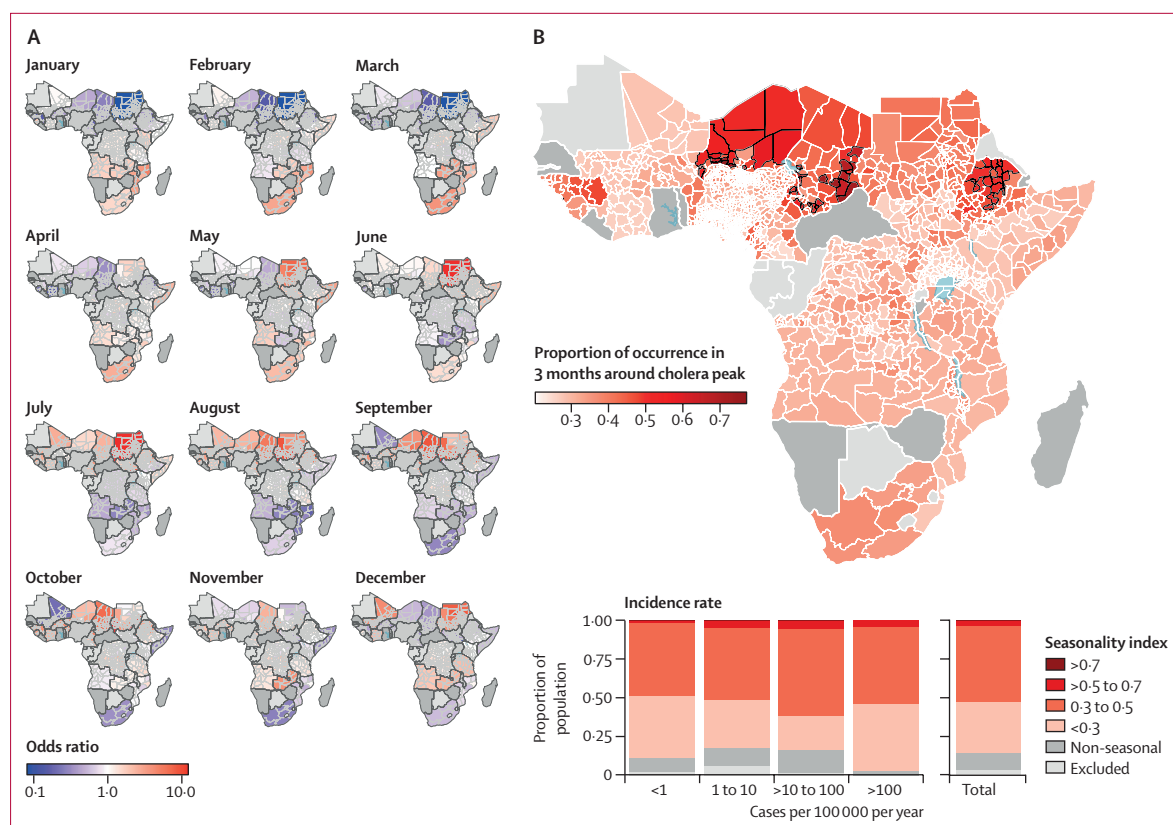 A
January
February
March
April
May
June
July
August
September
October
November
December
Odds ratio
0·1
1·0
10·0
B
Proportion of occurrence in
3 months around cholera peak
0·3
0·4
0·5
0·6
0·7
Incidence rate
Proportion of
population
1·00
0·75
0·50
0·25
0
<1
1 to 10
>10 to 100
>100
Total
Cases per 100 000 per year
Seasonality index
>0·7
>0·5 to 0·7
0·3 to 0·5
<0·3
Non-seasonal
Excluded